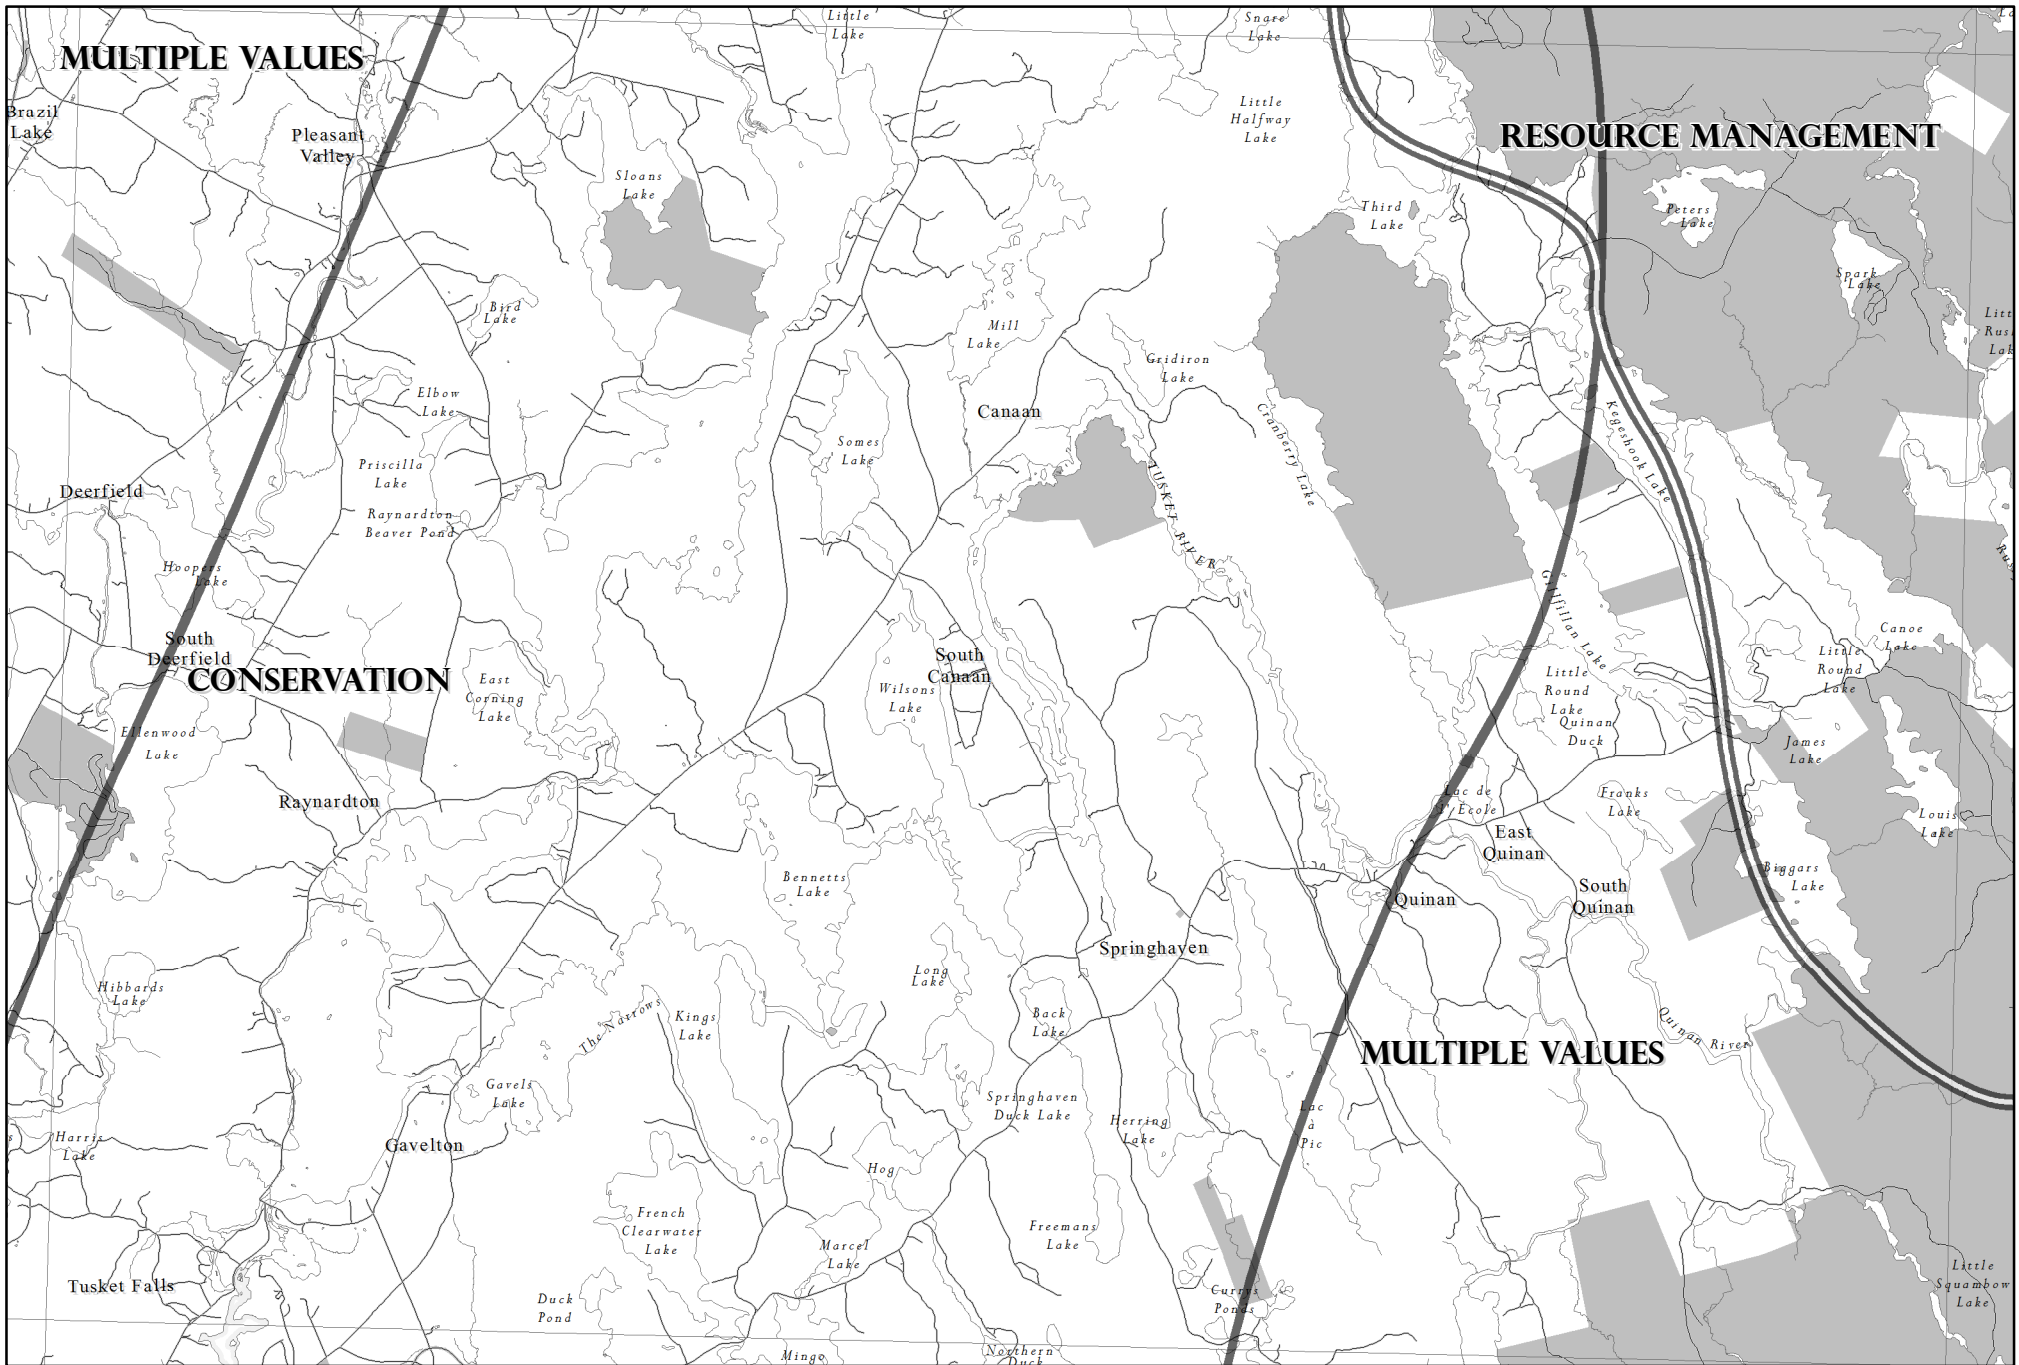 Little
Lake
Snare
Lake
MULTIPLE VALUES
Brazil
Lake
Pleasant
Valley
Little
Halfway
Lake
RESOURCE MANAGEMENT
Sloans
Lake
Third
Lake
Peters
Lake
Spark
Lake
Bird
Lake
Mill
Lake
Gridiron
Lake
Elbow
Lake
Canaan
Cranberry Lake
Kegeshook Lake
Somes
Lake
Priscilla
Lake
Deerfield
Raynardton
Beaver Pond
TUSKET RIVER
Hoopers
Lake
Gillfillan Lake
South
Deerfield
CONSERVATION
South
Canaan
Canoe
Lake
Little
Round
Lake
East
Corning
Lake
Wilsons
Lake
Little
Round
Lake
Quinan
Duck
Ellenwood
Lake
James
Lake
Raynardton
Lac de
l'École
Franks
Lake
Louis
Lake
East
Quinan
Bennetts
Lake
Biggars
Lake
Quinan
South
Quinan
Springhaven
Hibbards
Lake
Long
Lake
The Narrows
Kings
Lake
Back
Lake
Quinan River
MULTIPLE VALUES
Gavels
Lake
Springhaven
Duck Lake
Herring
Lake
Lac
à
Pic
Harris
Lake
Gavelton
Hog
French
Clearwater
Lake
Freemans
Lake
Marcel
Lake
Tusket Falls
Duck
Pond
Currys
Ponds
Little
Squambow
Lake
Mingo
Northern
Duck